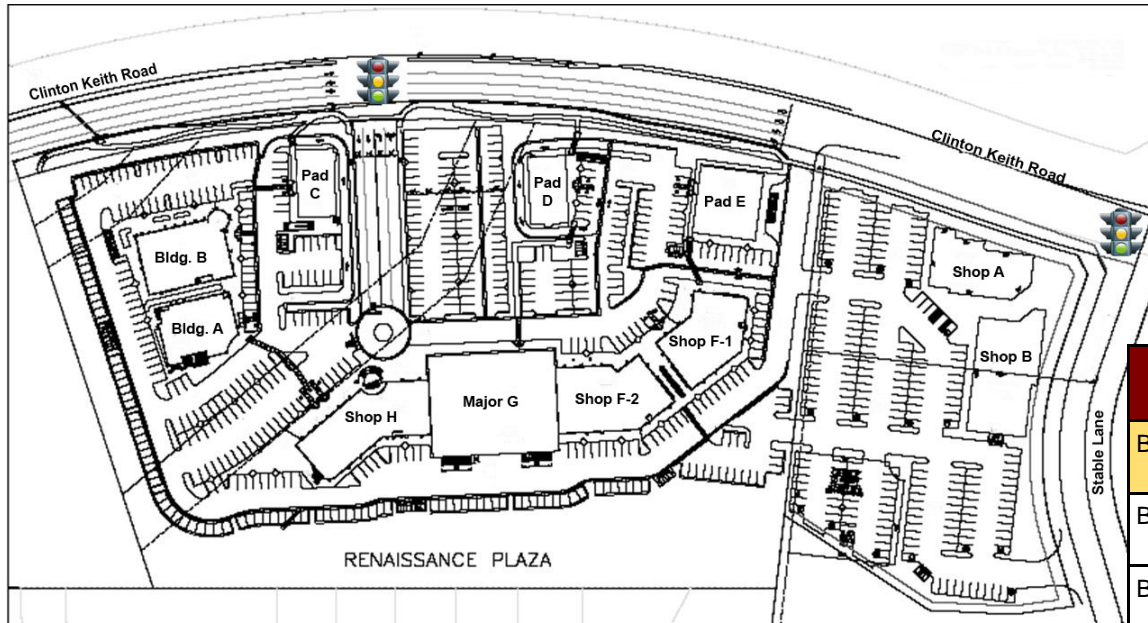 Clinton Keith Road
Clinton Keith Road
Pad
C
Pad
D
Pad E
Bldg. B
Bldg. A
Shop A
Shop B
Shop F-1
Shop F-2
Major G
Shop H
Stable Lane
B
B
B
RENAISSANCE PLAZA